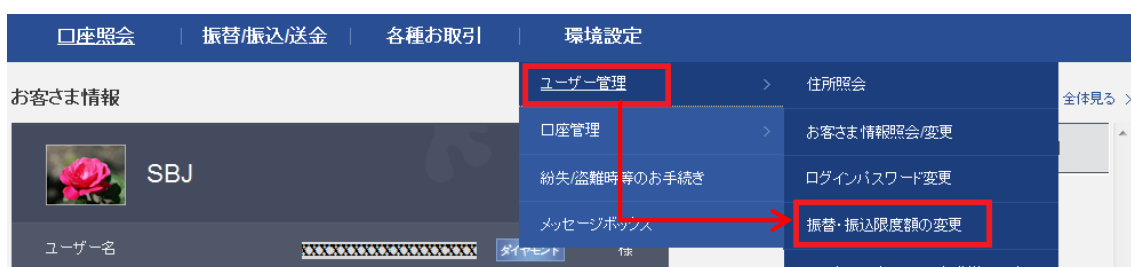 口座照会 振替/振込/送金 各種お取引 環境設定
お客さま情報
全体見る
ユーザー管理
口座管理
紛失/盗難時等のお手続き
メッセージボックス
住所照会
お客さま情報照会/変更
ログインパスワード変更
振替・振込限度額の変更
SBJ
ユーザー名 XXXXXXXXXXXXXXXXXXXX ダイヤモンド 様